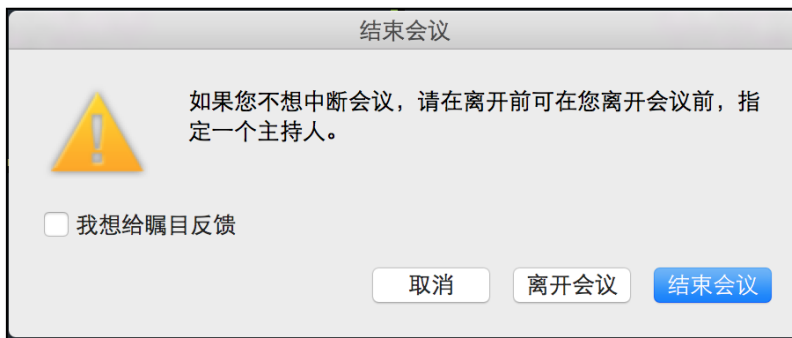 结束会议
如果您不想中断会议，请在离开前可在您离开会议前，指
定一个主持人。
我想给瞩目反馈
取消 离开会议 结束会议